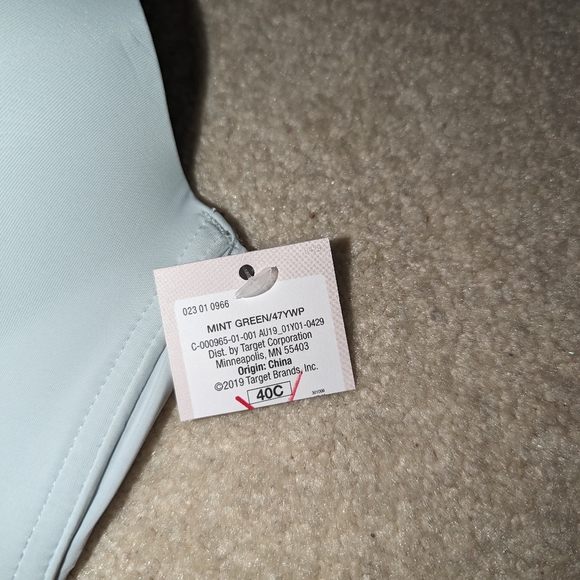 023 01 0966
MINT GREEN/47YWP
C-000965-01-001 AU19_01Y01-0429
Dist. by Target Corporation
Minneapolis, MN 55403
Origin: China
©2019 Target Brands, Inc.
40C